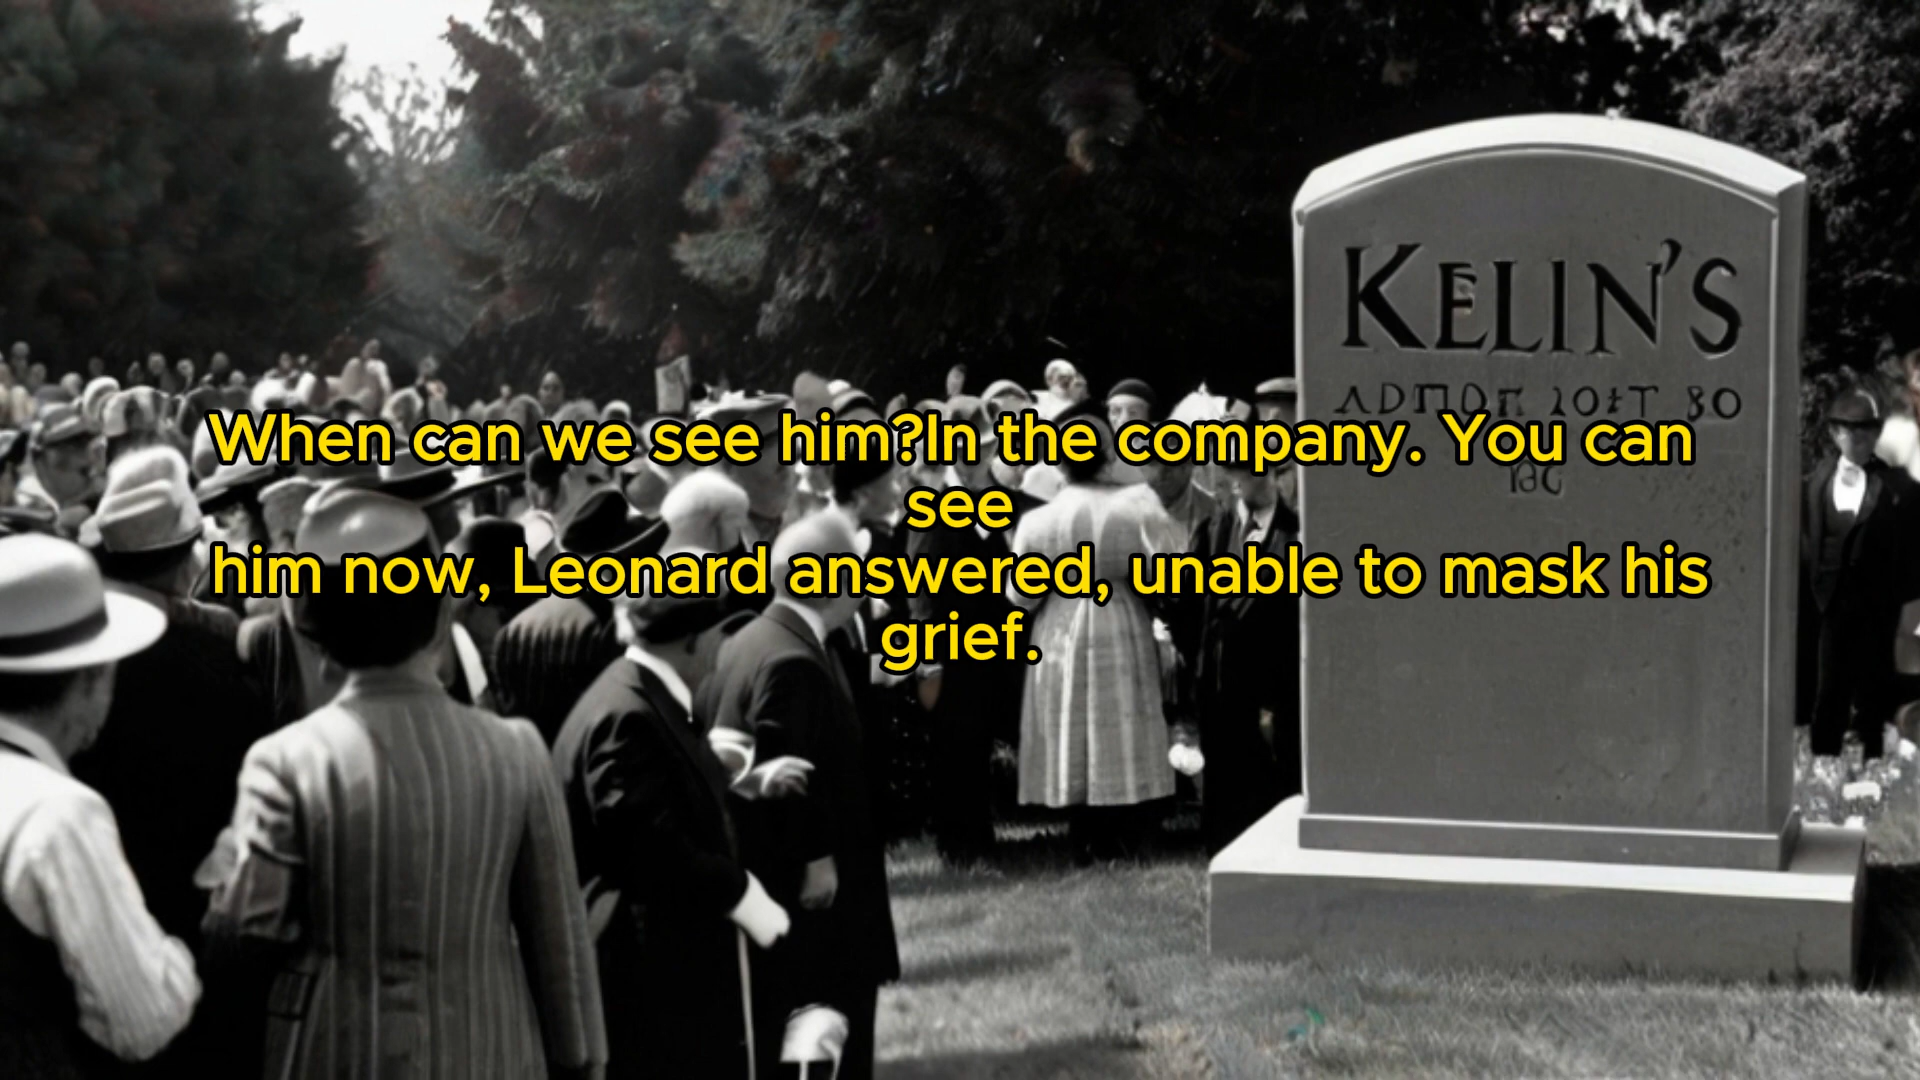 KELIN'S
When can we see him?In the company. You can
see
him now, Leonard answered, unable to mask his
grief.